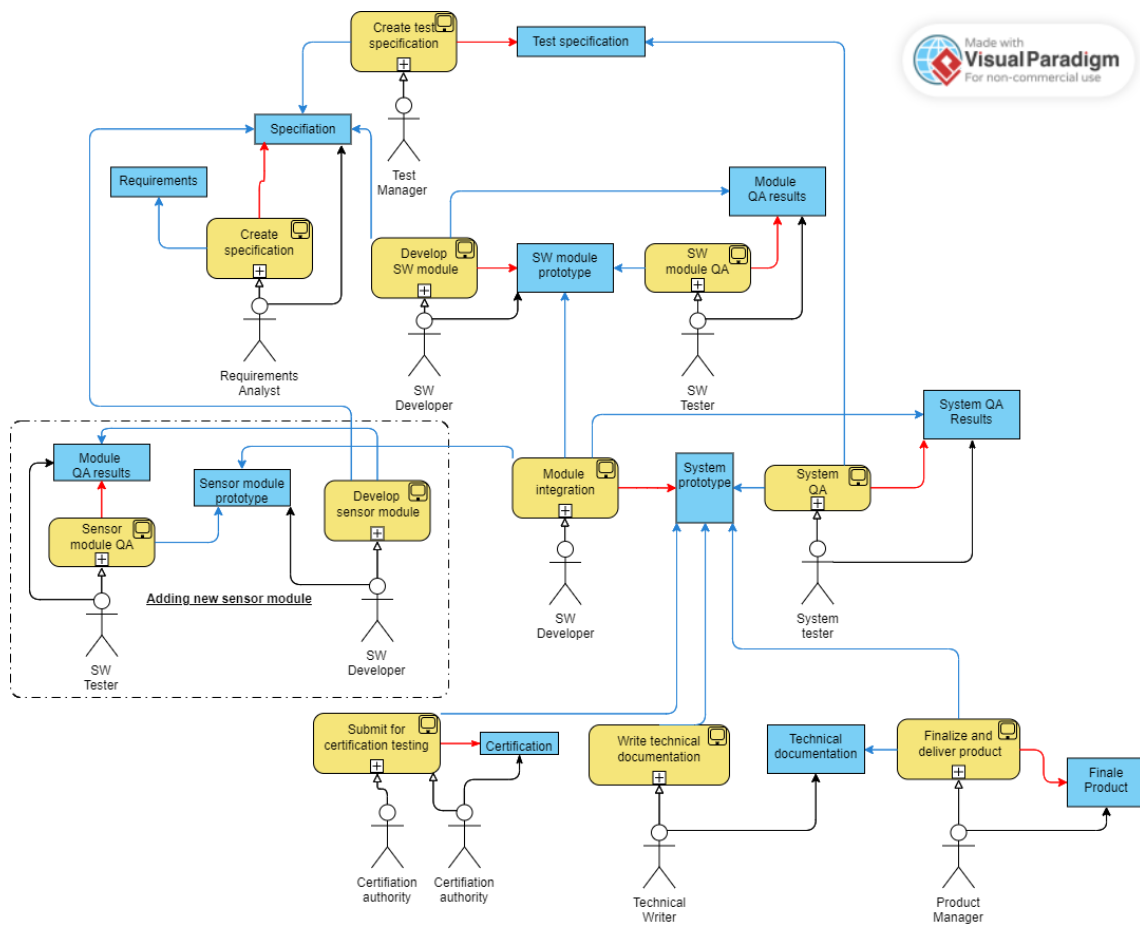 Create test
specification
Test specification
Made with
VisualParadigm
For non-commercial use
Specifiation
Test
Manager
Requirements
Module
QA results
Create
specification
Develop
SW module
SW module
prototype
SW
module QA
Requirements
Analyst
SW
Developer
SW
Tester
System QA
Results
Module
QA results
Sensor module
prototype
Develop
sensor module
Module
integration
System
prototype
System
QA
Sensor
module QA
Adding new sensor module
SW
Tester
SW
Developer
SW
Developer
System
tester
Submit for
certification testing
Certification
Write technical
documentation
Technical
documentation
Finalize and
deliver product
Finale
Product
Certifiation
authority
Certifiation
authority
Technical
Writer
Product
Manager